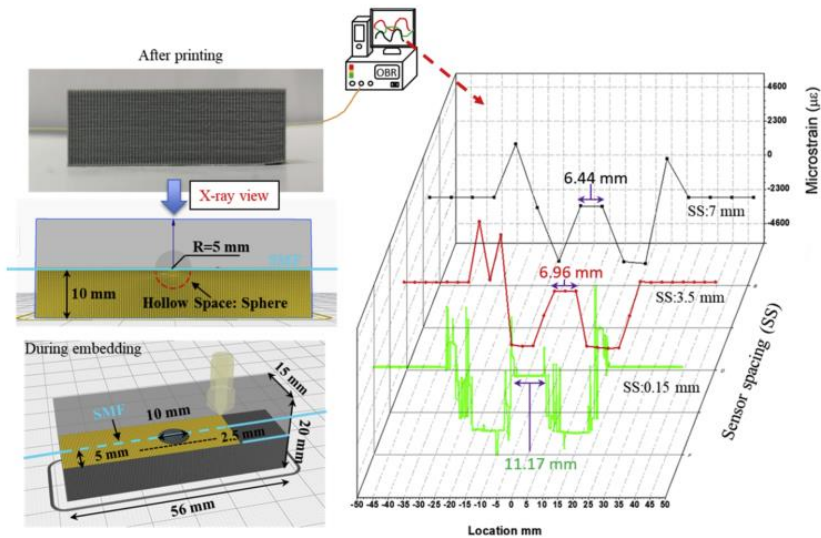 After printing
OBR
X-ray view
R=5 mm
SMF
10 mm
Hollow Space: Sphere
During embedding
15 mm
SMF
10 mm
2.5 mm
5 mm
20 mm
56 mm
4600
2300
0
-2300
-4600
Microstrain (με)
6.44 mm
SS:7 mm
6.96 mm
SS:3.5 mm
SS:0.15 mm
11.17 mm
Sensor spacing (SS)
-50 -45 -40 -35 -30 -25 -20 -15 -10 -5 0 5 10 15 20 25 30 35 40 45 50
Location mm